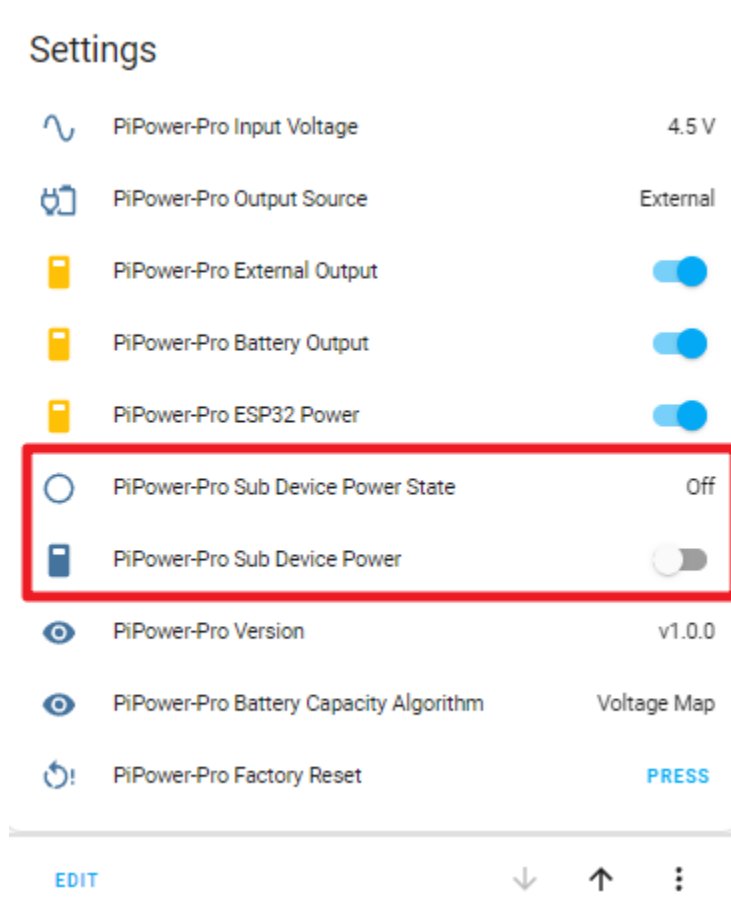 Settings
PiPower-Pro Input Voltage 4.5 V
PiPower-Pro Output Source External
PiPower-Pro External Output
PiPower-Pro Battery Output
PiPower-Pro ESP32 Power
PiPower-Pro Sub Device Power State Off
PiPower-Pro Sub Device Power
PiPower-Pro Version v1.0.0
PiPower-Pro Battery Capacity Algorithm Voltage Map
PiPower-Pro Factory Reset PRESS
EDIT